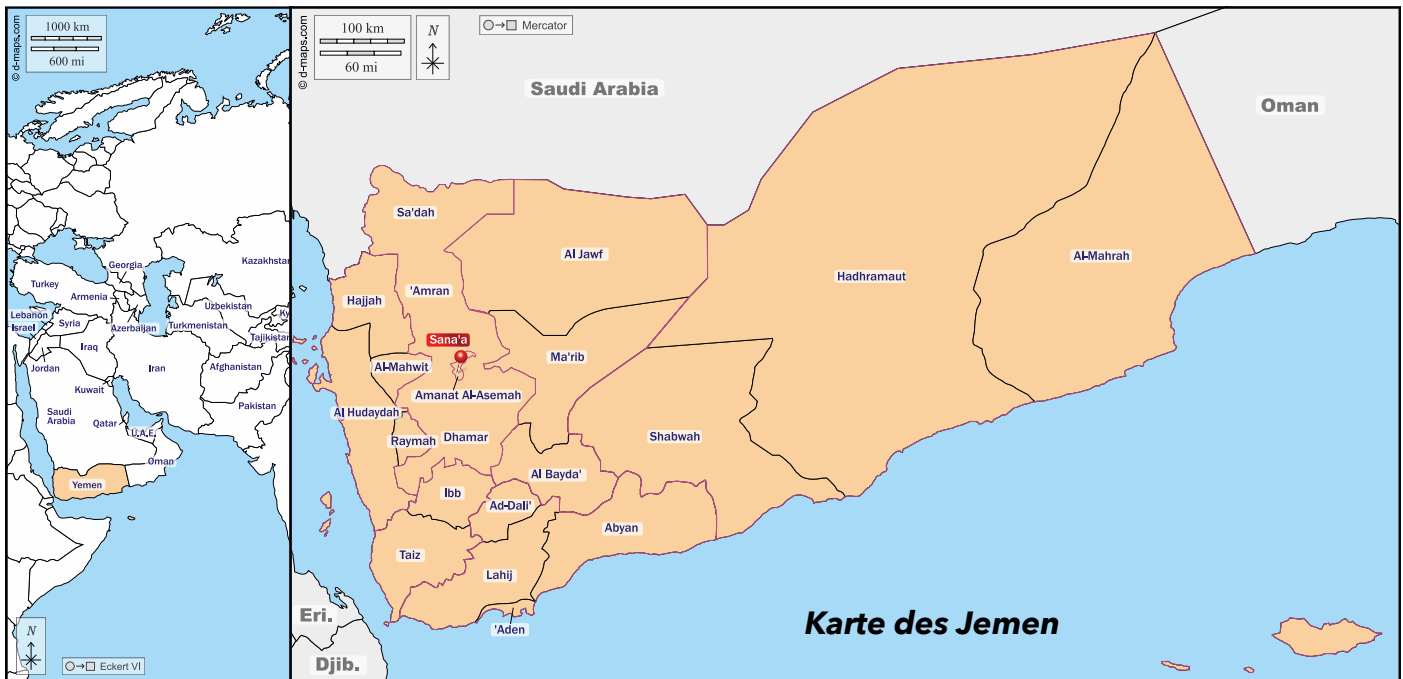 © d-maps.com
1000 km
600 mi
Georgia
Kazakhstan
Turkey
Armenia
Uzbekistan
Lebanon
Syria
Azerbaijan
Turkmenistan
Ky
Israel
Tajikistan
Iraq
Jordan
Iran
Afghanistan
Kuwait
Pakistan
Saudi
Arabia
Qatar
U.A.E.
Oman
Yemen
N
Eckert VI
© d-maps.com
100 km
60 mi
N
Mercator
Saudi Arabia
Oman
Sa'dah
Al Jawf
Al-Mahrah
Hadhramaut
'Amran
Hajjah
Sana'a
Ma'rib
Al-Mahwit
Amanat Al-Asemah
Al Hudaydah
Raymah
Dhamar
Shabwah
Al Bayda'
Ibb
Ad-Dali'
Abyan
Taiz
Lahij
'Aden
Eri.
Djib.
Karte des Jemen